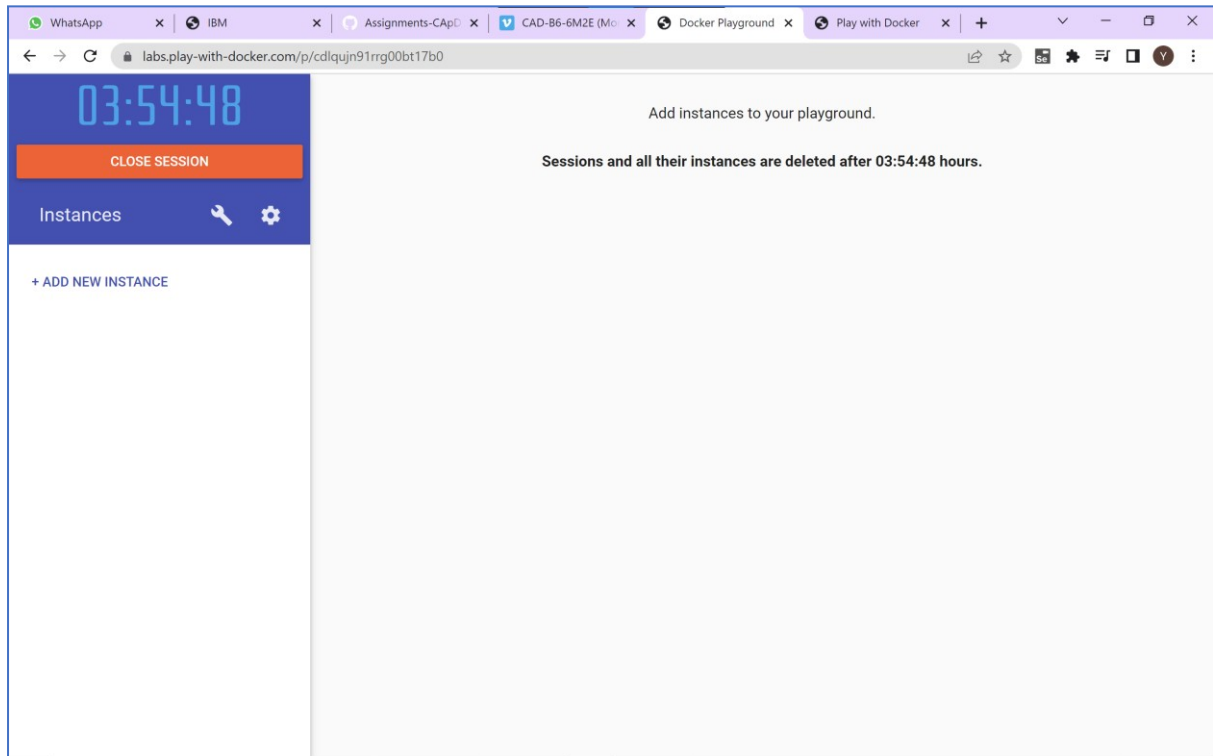 WhatsApp
IBM
Assignments-CApD
CAD-B6-6M2E (Mo
Docker Playground
Play with Docker
labs.play-with-docker.com/p/cdlqujn91rrg00bt17b0
Se
Y
03:54:48
CLOSE SESSION
Instances
+ ADD NEW INSTANCE
Add instances to your playground.
Sessions and all their instances are deleted after 03:54:48 hours.